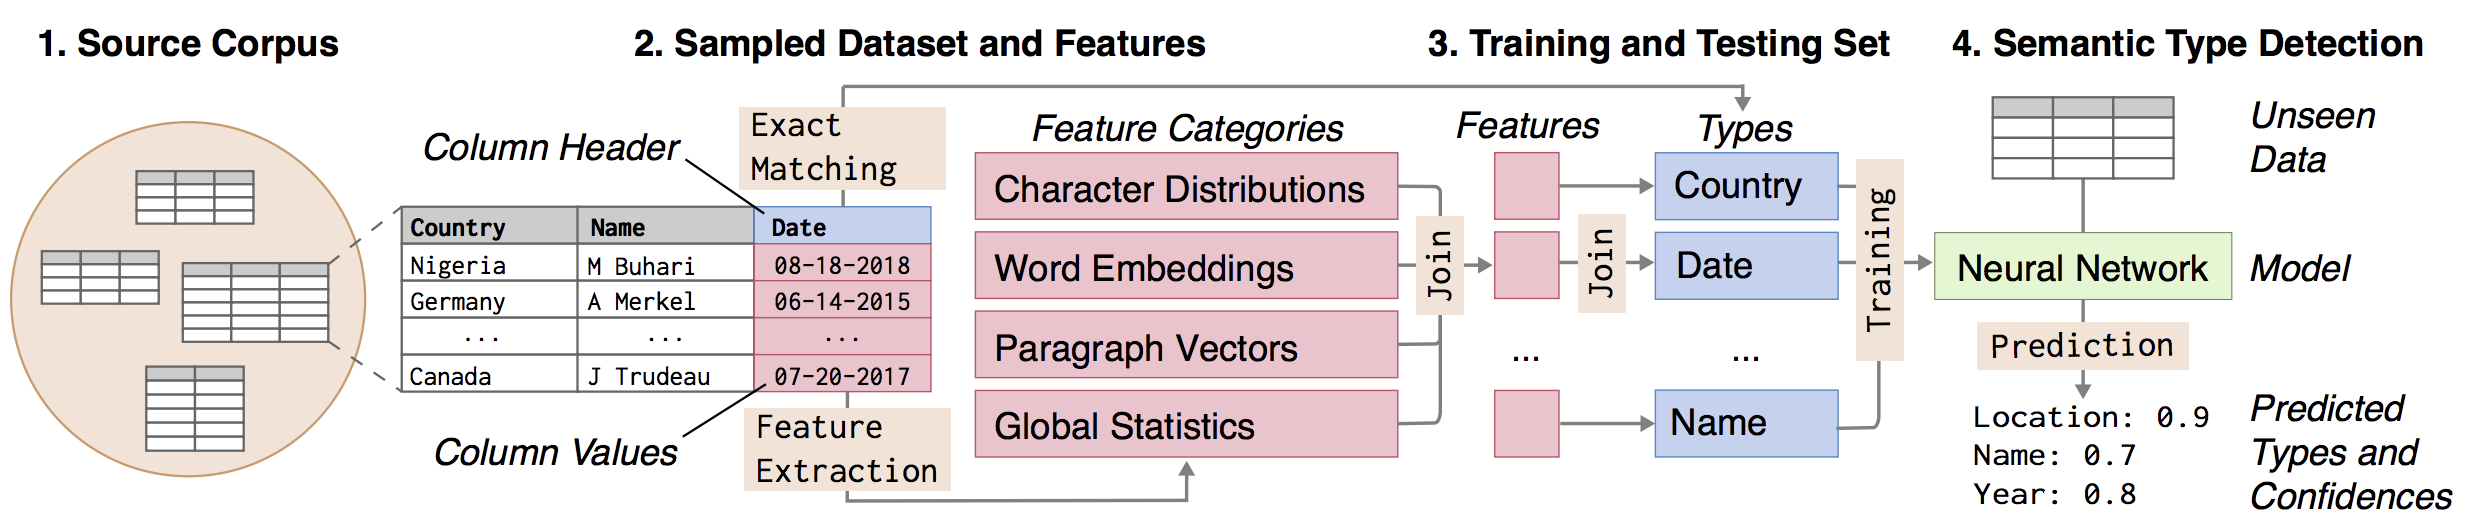 1. Source Corpus
2. Sampled Dataset and Features
3. Training and Testing Set
4. Semantic Type Detection
Column Header
Exact
Matching
Country Name Date
Nigeria M Buhari 08-18-2018
Germany A Merkel 06-14-2015
... ... ...
Canada J Trudeau 07-20-2017
Column Values
Feature
Extraction
Feature Categories
Character Distributions
Word Embeddings
Paragraph Vectors
Global Statistics
Join
Features
Join
...
Types
Country
Date
...
Name
Training
Unseen
Data
Neural Network
Model
Prediction
Location: 0.9
Name: 0.7
Year: 0.8
Predicted
Types and
Confidences